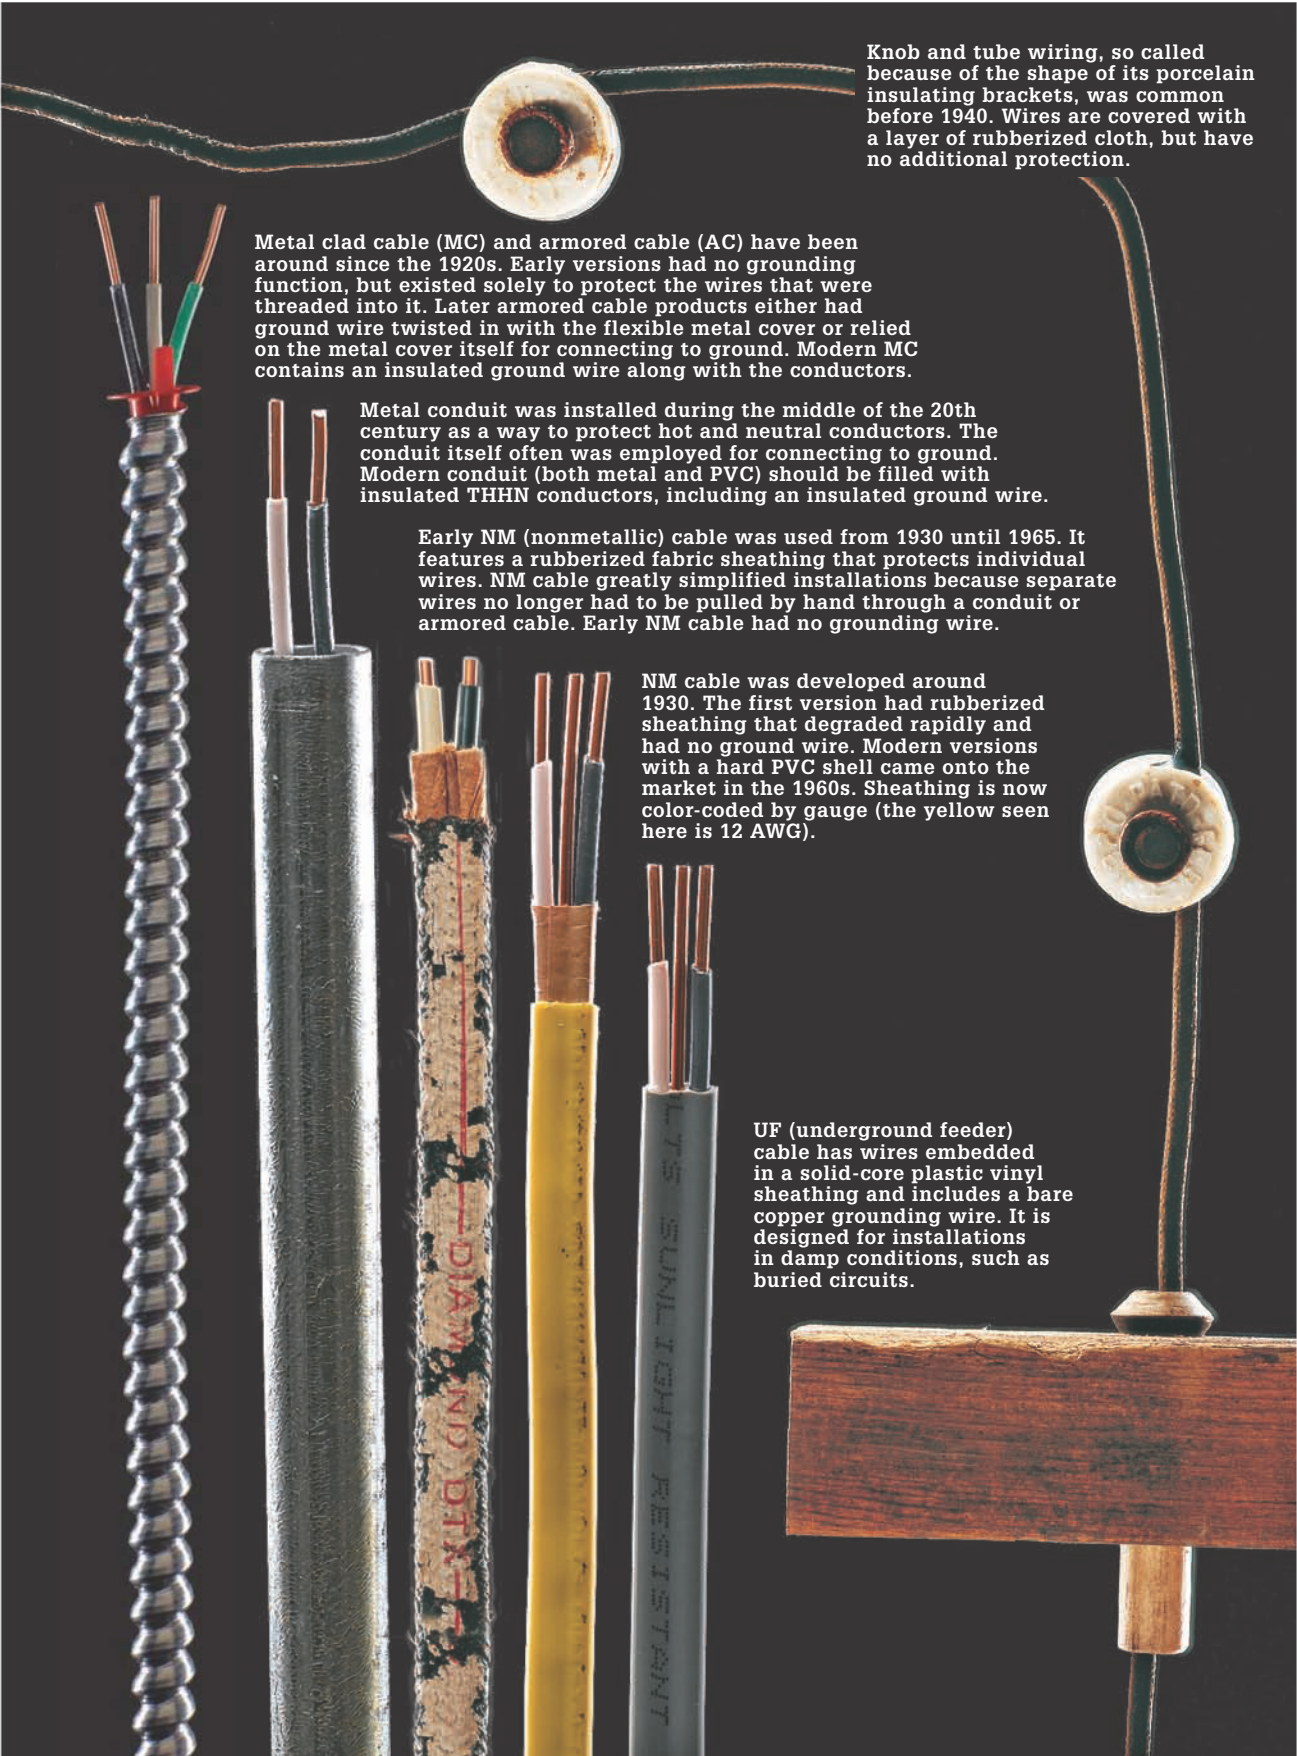 Knob and tube wiring, so called
because of the shape of its porcelain
insulating brackets, was common
before 1940. Wires are covered with
a layer of rubberized cloth, but have
no additional protection.
Metal clad cable (MC) and armored cable (AC) have been
around since the 1920s. Early versions had no grounding
function, but existed solely to protect the wires that were
threaded into it. Later armored cable products either had
ground wire twisted in with the flexible metal cover or relied
on the metal cover itself for connecting to ground. Modern MC
contains an insulated ground wire along with the conductors.
Metal conduit was installed during the middle of the 20th
century as a way to protect hot and neutral conductors. The
conduit itself often was employed for connecting to ground.
Modern conduit (both metal and PVC) should be filled with
insulated THHN conductors, including an insulated ground wire.
Early NM (nonmetallic) cable was used from 1930 until 1965. It
features a rubberized fabric sheathing that protects individual
wires. NM cable greatly simplified installations because separate
wires no longer had to be pulled by hand through a conduit or
armored cable. Early NM cable had no grounding wire.
NM cable was developed around
1930. The first version had rubberized
sheathing that degraded rapidly and
had no ground wire. Modern versions
with a hard PVC shell came onto the
market in the 1960s. Sheathing is now
color-coded by gauge (the yellow seen
here is 12 AWG).
UF (underground feeder)
cable has wires embedded
in a solid-core plastic vinyl
sheathing and includes a bare
copper grounding wire. It is
designed for installations
in damp conditions, such as
buried circuits.
DIAMOND DTX
LTS SUNLIGHT RESISTANT